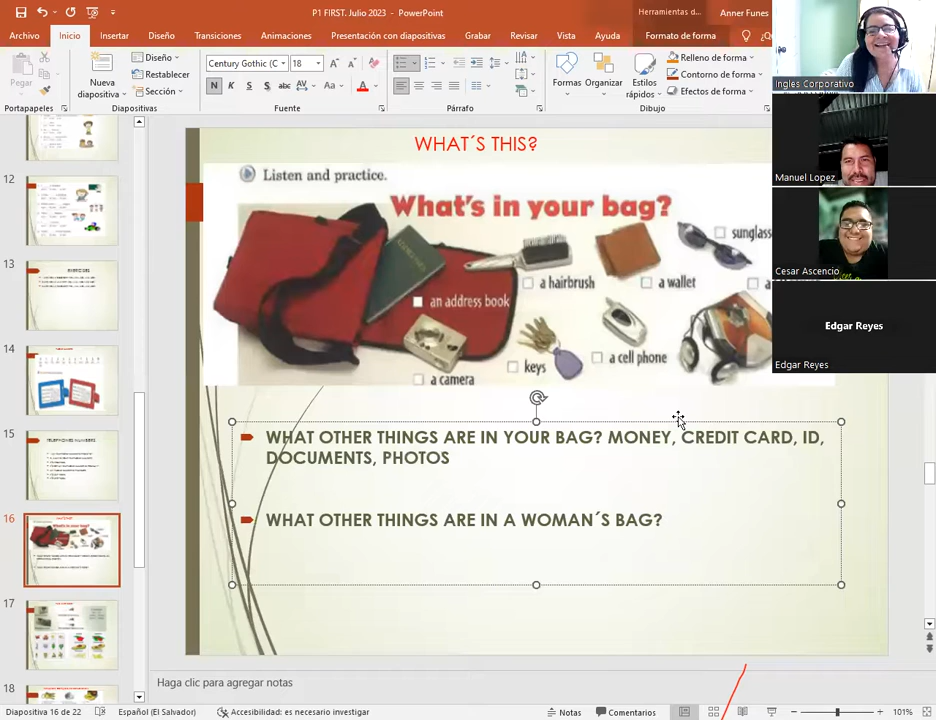 P1 FIRST. Julio 2023 - PowerPoint
Herramientas d...
Anner Funes
Archivo
Inicio
Insertar
Diseño
Transiciones
Animaciones
Presentación con diapositivas
Grabar
Revisar
Vista
Ayuda
Formato de forma
Pegar
Nueva diapositiva
Diseño
Restablecer
Sección
Century Gothic (C
18
N
K
S
abc
AV
Aa
A
Formas
Organizar
Estilos rápidos
Relleno de forma
Contorno de forma
Efectos de forma
Portapapeles
Diapositivas
Fuente
Párrafo
Dibujo
Ingles Corporativo
Manuel Lopez
Cesar Ascencio
Edgar Reyes
Edgar Reyes
12
13
14
15
16
17
18
WHAT´S THIS?
Listen and practice.
What's in your bag?
sunglass
a hairbrush
a wallet
a
an address book
keys
a cell phone
a camera
WHAT OTHER THINGS ARE IN YOUR BAG? MONEY, CREDIT CARD, ID,
DOCUMENTS, PHOTOS
WHAT OTHER THINGS ARE IN A WOMAN´S BAG?
Haga clic para agregar notas
Diapositiva 16 de 22
Español (El Salvador)
Accesibilidad: es necesario investigar
Notas
Comentarios
101%